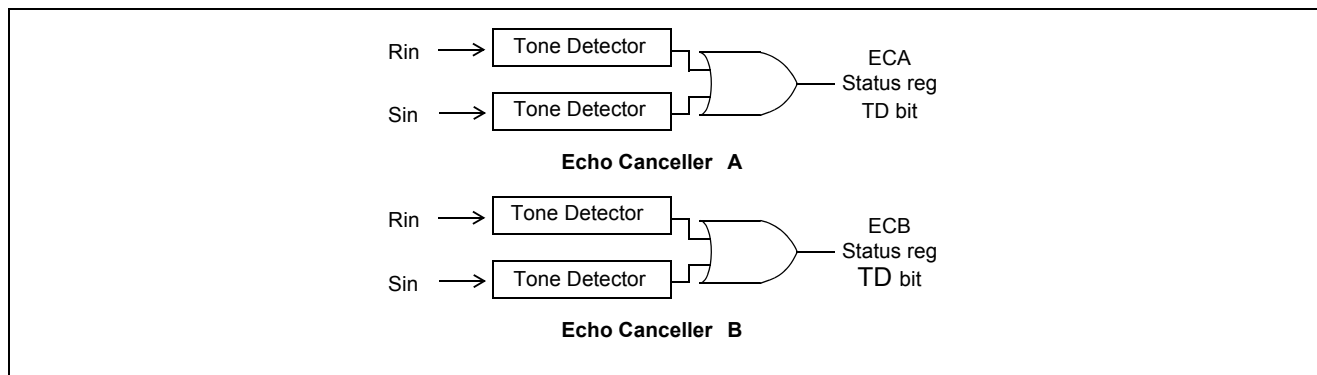 Rin
Tone Detector
Sin
Tone Detector
ECA
Status reg
TD bit
Echo Canceller A
Rin
Tone Detector
Sin
Tone Detector
ECB
Status reg
TD bit
Echo Canceller B